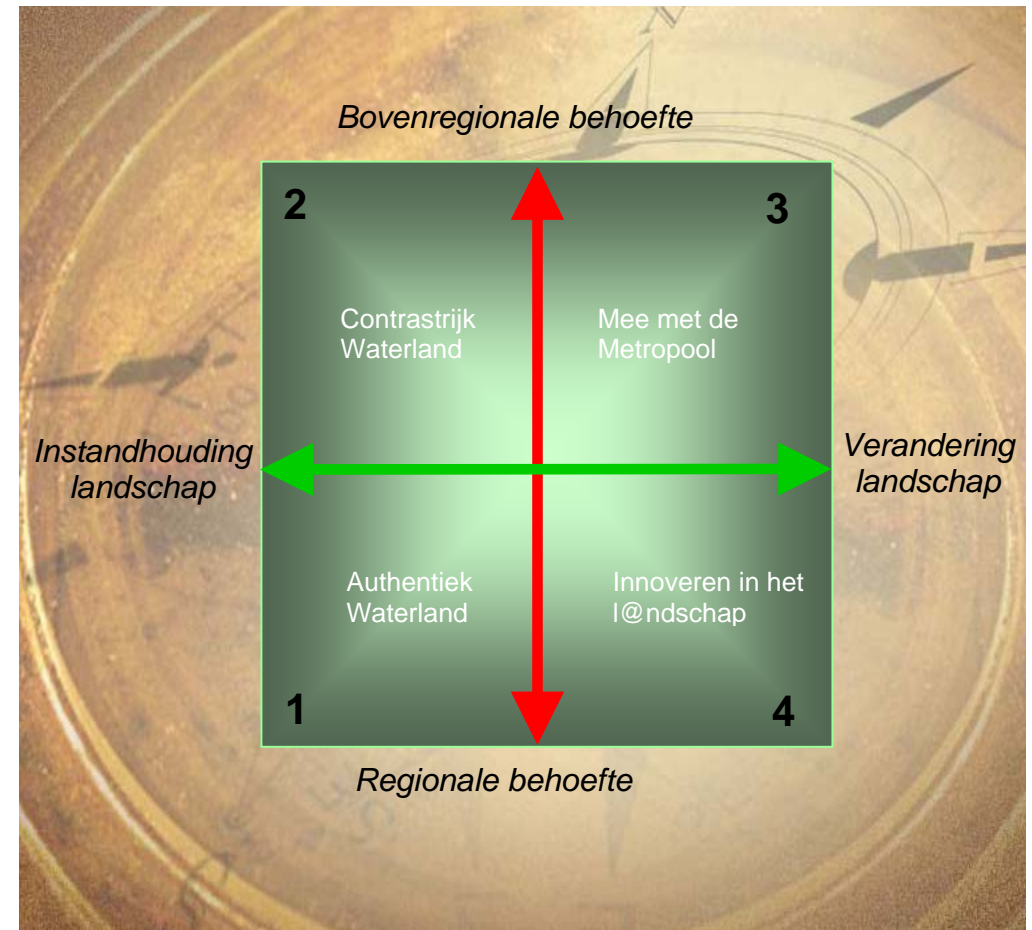 Bovenregionale behoefte
2
3
Contrastrijk
Waterland
Mee met de
Metropool
Instandhouding
landschap
Verandering
landschap
Authentiek
Waterland
Innoveren in het
l@ndschap
1
4
Regionale behoefte